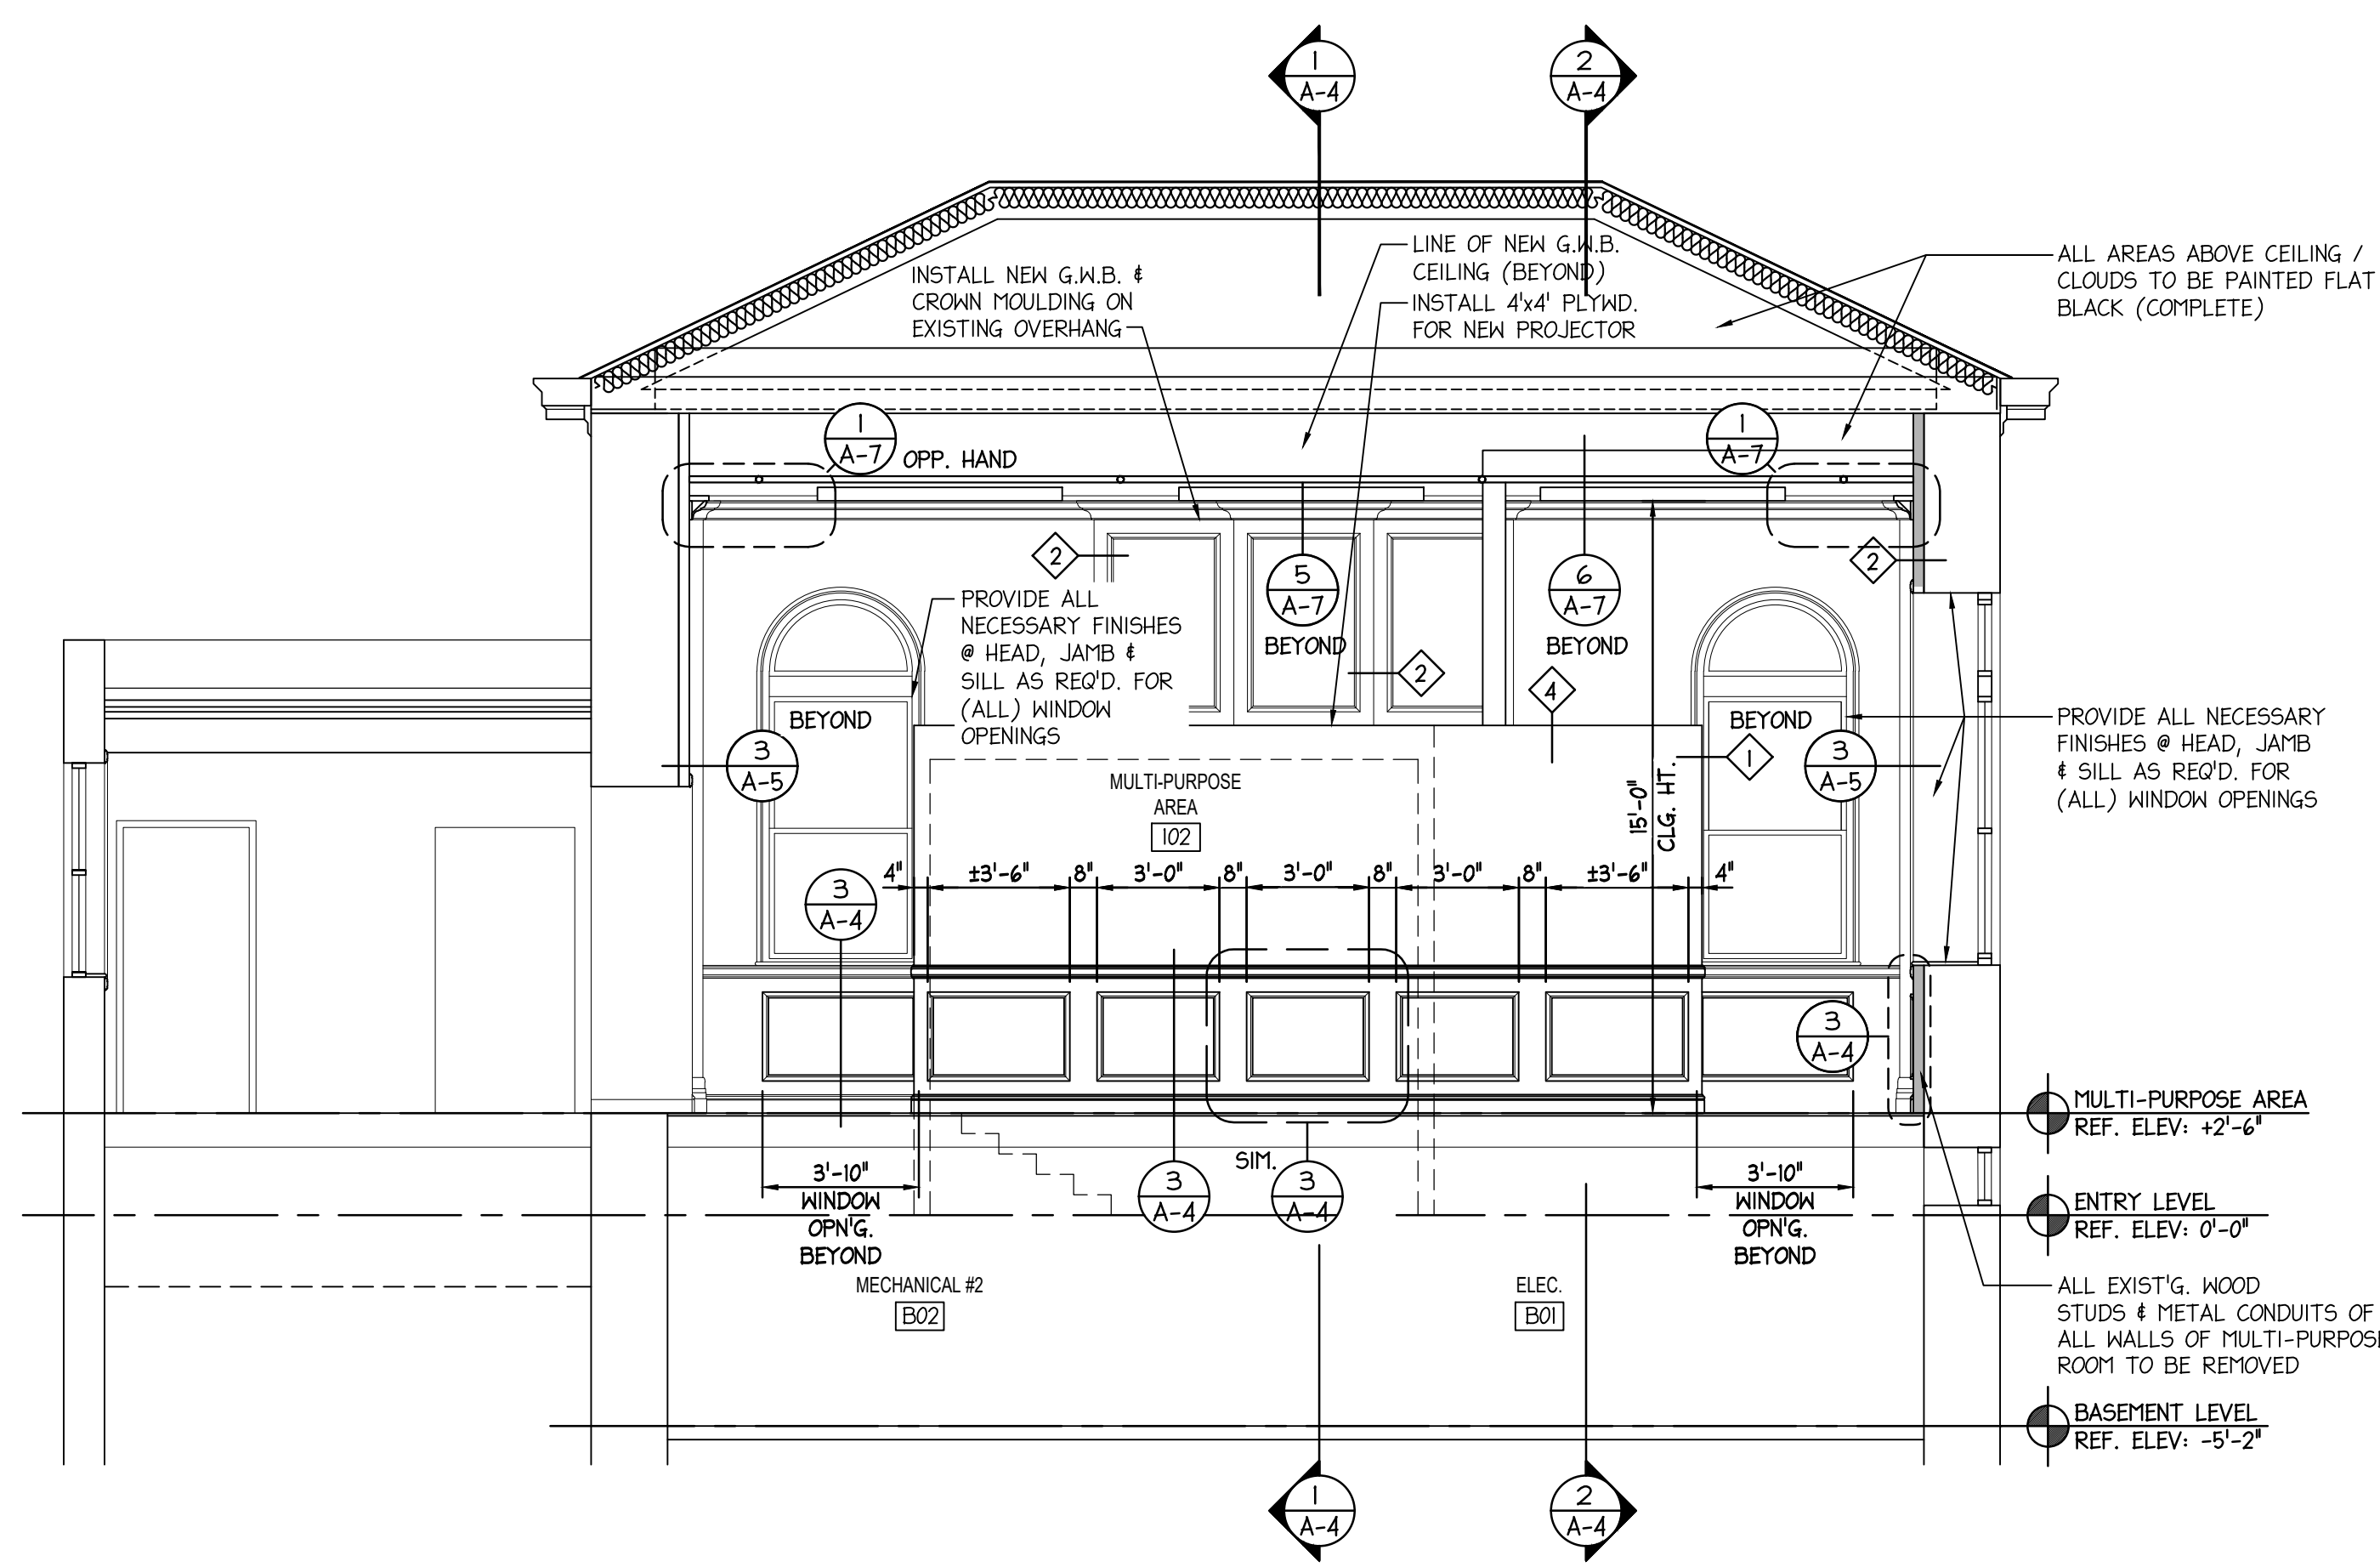 1
A-4
2
A-4
LINE OF NEW G.W.B.
CEILING (BEYOND)
INSTALL 4'x4' PLYWD.
FOR NEW PROJECTOR
INSTALL NEW G.W.B. &
CROWN MOULDING ON
EXISTING OVERHANG
ALL AREAS ABOVE CEILING /
CLOUDS TO BE PAINTED FLAT
BLACK (COMPLETE)
1
A-7
OPP. HAND
1
A-7
2
5
A-7
BEYOND
6
A-7
BEYOND
2
2
4
PROVIDE ALL
NECESSARY FINISHES
@ HEAD, JAMB &
SILL AS REQ'D. FOR
(ALL) WINDOW
OPENINGS
BEYOND
3
A-5
BEYOND
1
3
A-5
PROVIDE ALL NECESSARY
FINISHES @ HEAD, JAMB
& SILL AS REQ'D. FOR
(ALL) WINDOW OPENINGS
MULTI-PURPOSE
AREA
102
15'-0"
CLG. HT.
4" ±3'-6" 8" 3'-0" 8" 3'-0" 8" 3'-0" 8" ±3'-6" 4"
3
A-4
3
A-4
MULTI-PURPOSE AREA
REF. ELEV: +2'-6"
3'-10"
WINDOW
OPN'G.
BEYOND
3
A-4
SIM.
3
A-4
3'-10"
WINDOW
OPN'G.
BEYOND
ENTRY LEVEL
REF. ELEV: 0'-0"
MECHANICAL #2
B02
ELEC.
B01
ALL EXIST'G. WOOD
STUDS & METAL CONDUITS OF
ALL WALLS OF MULTI-PURPOSE
ROOM TO BE REMOVED
BASEMENT LEVEL
REF. ELEV: -5'-2"
1
A-4
2
A-4